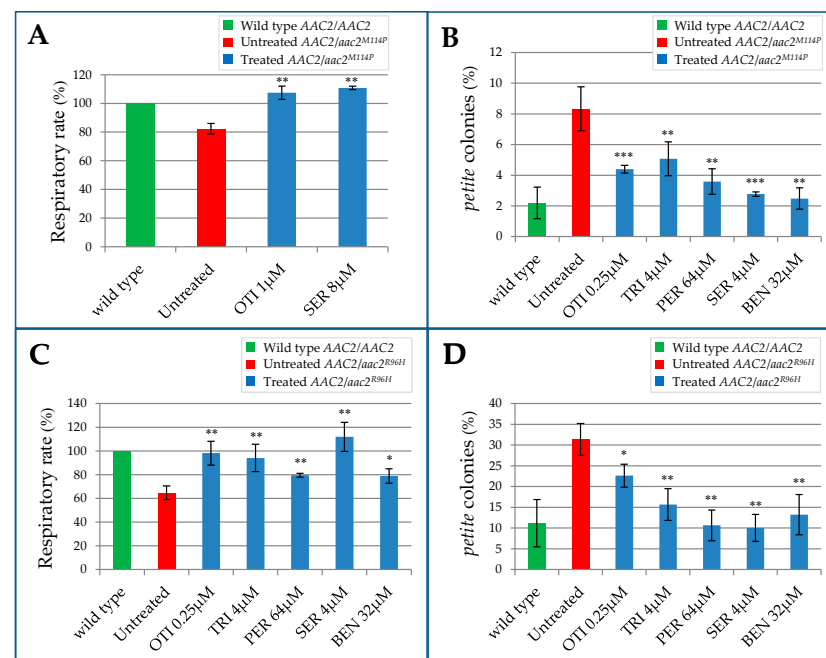 A
Wild type AAC2/AAC2
Untreated AAC2/aac2M114P
Treated AAC2/aac2M114P
Respiratory rate (%)
120
100
80
60
40
20
0
** **
wild type
Untreated
OTI 1µM
SER 8µM
B
Wild type AAC2/AAC2
Untreated AAC2/aac2M114P
Treated AAC2/aac2M114P
petite colonies (%)
12
10
8
6
4
2
0
*** ** ** *** **
wild type
Untreated
OTI 0.25µM
TRI 4µM
PER 64µM
SER 4µM
BEN 32µM
C
Wild type AAC2/AAC2
Untreated AAC2/aac2R96H
Treated AAC2/aac2R96H
Respiratory rate (%)
140
120
100
80
60
40
20
0
** ** ** ** *
wild type
Untreated
OTI 0.25µM
TRI 4µM
PER 64µM
SER 4µM
BEN 32µM
D
Wild type AAC2/AAC2
Untreated AAC2/aac2R96H
Treated AAC2/aac2R96H
petite colonies (%)
40
35
30
25
20
15
10
5
0
* ** ** ** **
wild type
Untreated
OTI 0.25µM
TRI 4µM
PER 64µM
SER 4µM
BEN 32µM